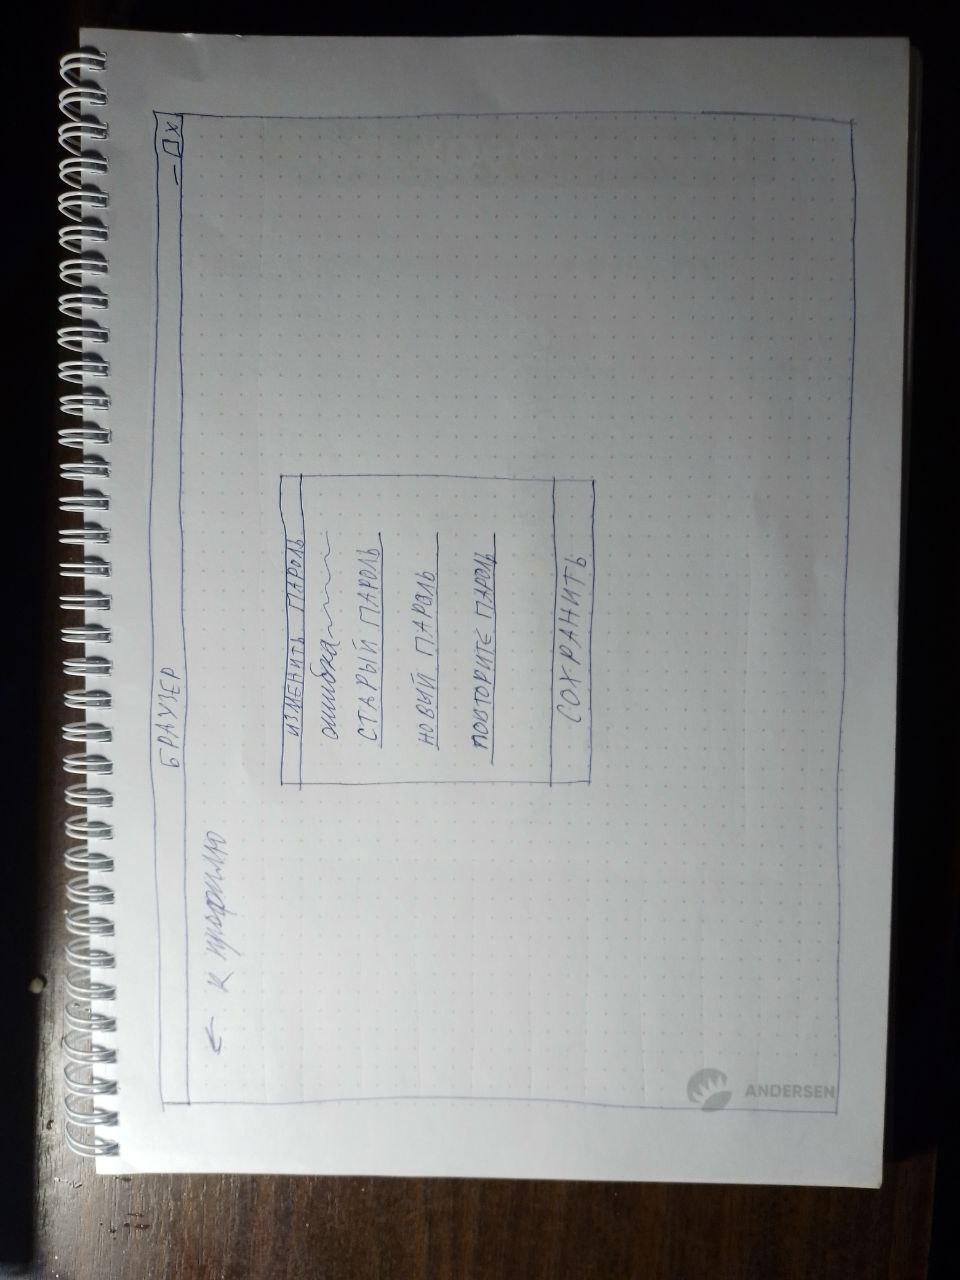 БРАУЗЕР
— □ X
← к профилю
ИЗМЕНИТЬ ПАРОЛЬ
ошибка
СТАРЫЙ ПАРОЛЬ
НОВЫЙ ПАРОЛЬ
ПОВТОРИТЕ ПАРОЛЬ
СОХРАНИТЬ
ANDERSEN